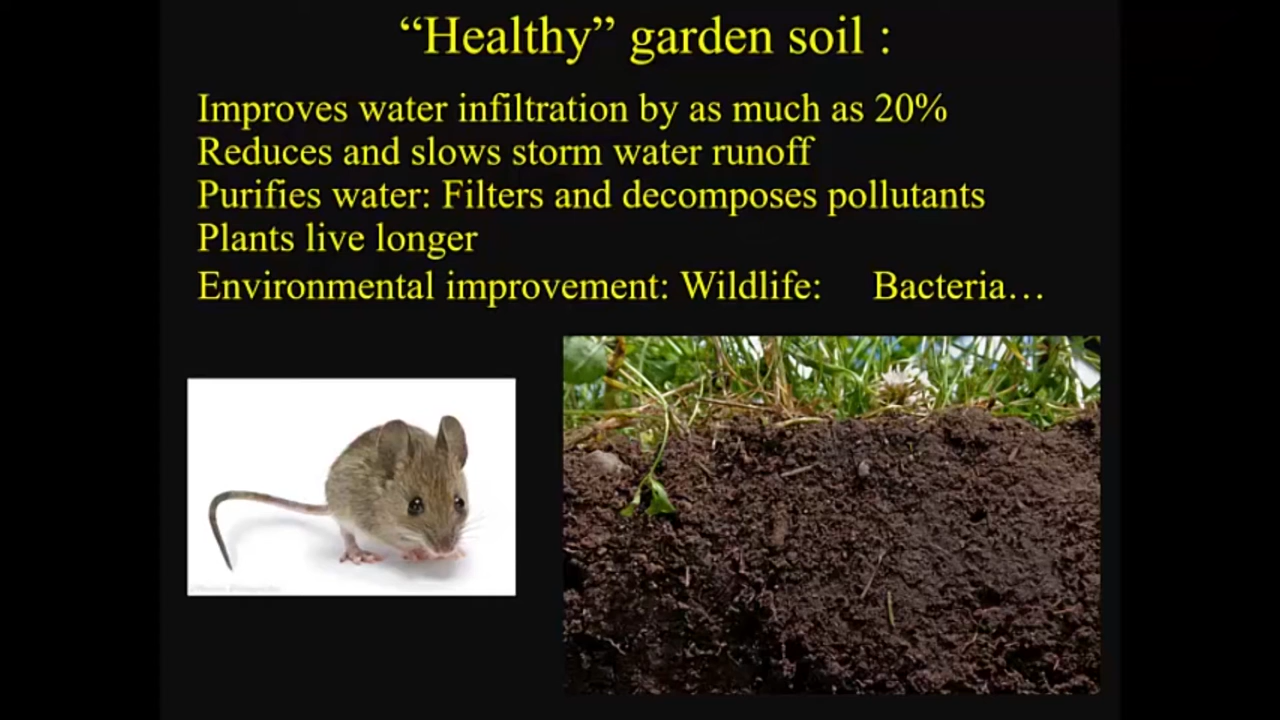 “Healthy” garden soil :
Improves water infiltration by as much as 20%
Reduces and slows storm water runoff
Purifies water: Filters and decomposes pollutants
Plants live longer
Environmental improvement: Wildlife: Bacteria…